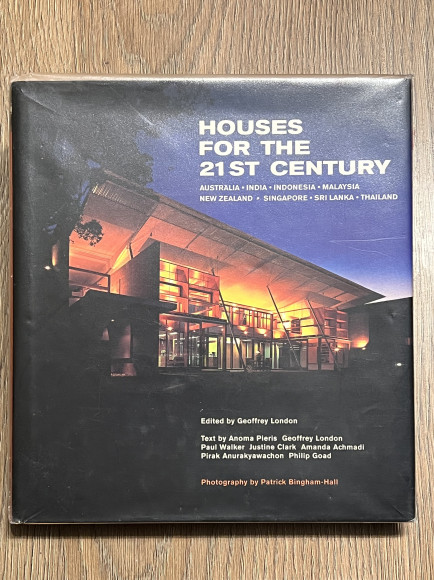 HOUSES
FOR THE
21ST CENTURY
AUSTRALIA • INDIA • INDONESIA • MALAYSIA
NEW ZEALAND • SINGAPORE • SRI LANKA • THAILAND
Edited by Geoffrey London
Text by Anoma Pieris Geoffrey London
Paul Walker Justine Clark Amanda Achmadi
Pirak Anurakyawachon Philip Goad
Photography by Patrick Bingham-Hall